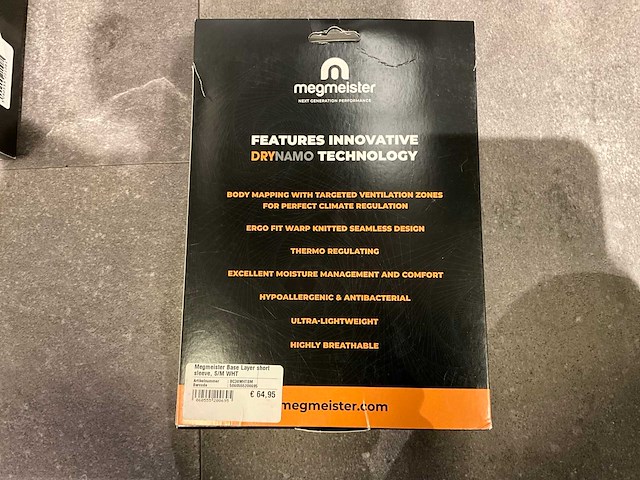 megmeister
NEXT GENERATION PERFORMANCE
FEATURES INNOVATIVE
DRYNAMO TECHNOLOGY
BODY MAPPING WITH TARGETED VENTILATION ZONES
FOR PERFECT CLIMATE REGULATION
ERGO FIT WARP KNITTED SEAMLESS DESIGN
THERMO REGULATING
EXCELLENT MOISTURE MANAGEMENT AND COMFORT
HYPOALLERGENIC & ANTIBACTERIAL
ULTRA-LIGHTWEIGHT
HIGHLY BREATHABLE
Megmeister Base Layer short
sleeve, S/M WHT
Artikelnummer
€ 64,95
megmeister.com